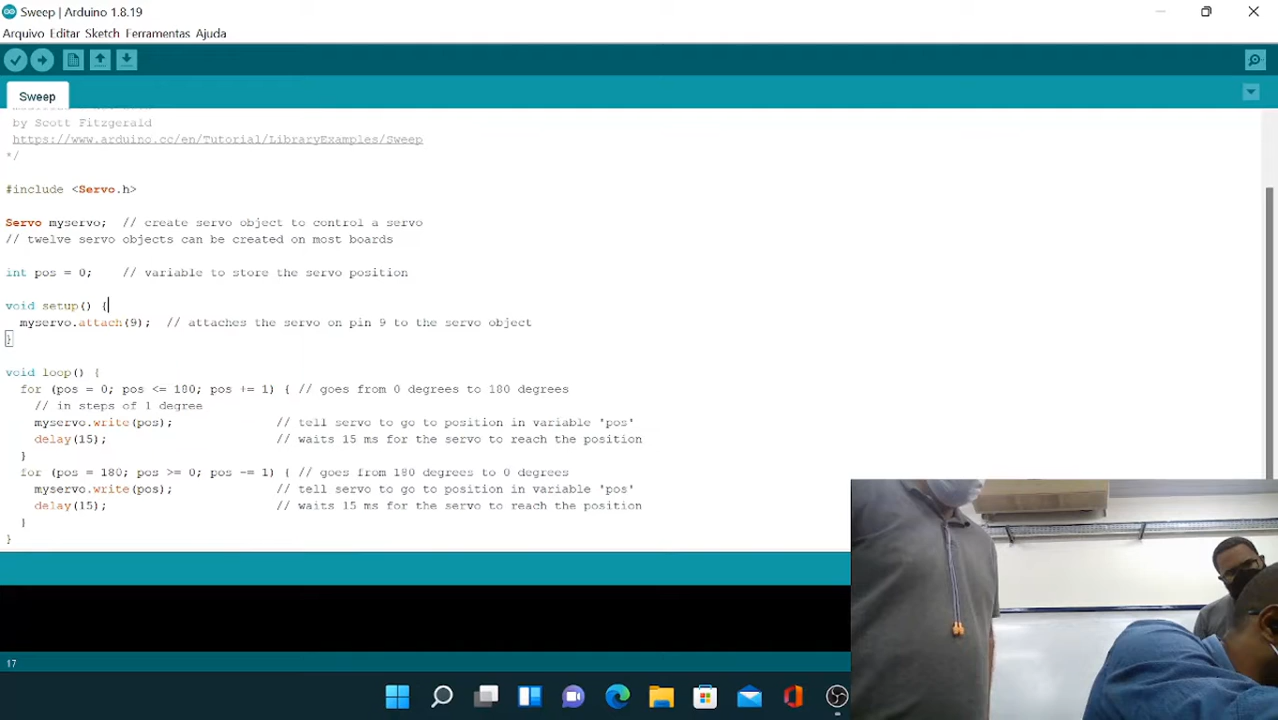 Sweep | Arduino 1.8.19
Arquivo Editar Sketch Ferramentas Ajuda
Sweep
by Scott Fitzgerald
https://www.arduino.cc/en/Tutorial/LibraryExamples/Sweep
*/
#include <Servo.h>
Servo myservo;  // create servo object to control a servo
// twelve servo objects can be created on most boards
int pos = 0;    // variable to store the servo position
void setup() {
  myservo.attach(9);  // attaches the servo on pin 9 to the servo object
}
void loop() {
  for (pos = 0; pos <= 180; pos += 1) { // goes from 0 degrees to 180 degrees
    // in steps of 1 degree
    myservo.write(pos);              // tell servo to go to position in variable 'pos'
    delay(15);                       // waits 15 ms for the servo to reach the position
  }
  for (pos = 180; pos >= 0; pos -= 1) { // goes from 180 degrees to 0 degrees
    myservo.write(pos);              // tell servo to go to position in variable 'pos'
    delay(15);                       // waits 15 ms for the servo to reach the position
  }
}
17